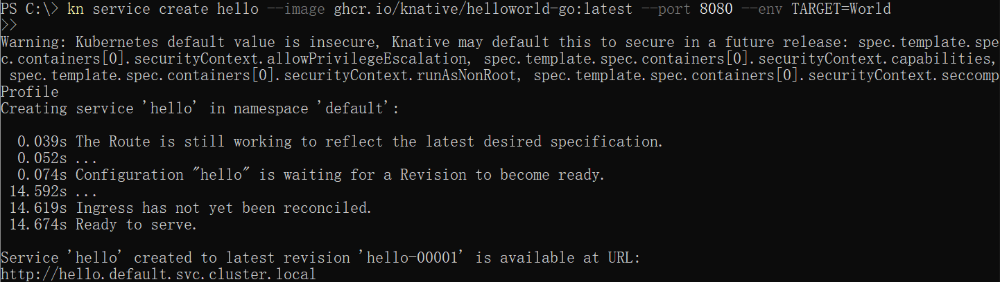 PS C:\> kn service create hello --image ghcr.io/knative/helloworld-go:latest --port 8080 --env TARGET=World
>>
Warning: Kubernetes default value is insecure, Knative may default this to secure in a future release: spec.template.spe
c.containers[0].securityContext.allowPrivilegeEscalation, spec.template.spec.containers[0].securityContext.capabilities,
 spec.template.spec.containers[0].securityContext.runAsNonRoot, spec.template.spec.containers[0].securityContext.seccomp
Profile
Creating service 'hello' in namespace 'default':

  0.039s The Route is still working to reflect the latest desired specification.
  0.052s ...
  0.074s Configuration "hello" is waiting for a Revision to become ready.
 14.592s ...
 14.619s Ingress has not yet been reconciled.
 14.674s Ready to serve.

Service 'hello' created to latest revision 'hello-00001' is available at URL:
http://hello.default.svc.cluster.local